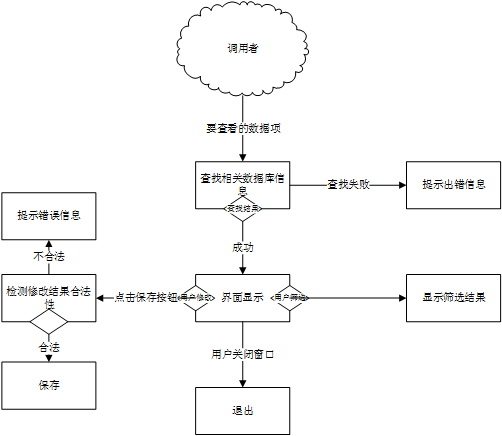 调用者
要查看的数据项
查找相关数据库信
息
查找失败
提示出错信息
查找结果
提示错误信息
成功
不合法
检测修改结果合法
性
点击保存按钮
用户修改
界面显示
用户筛选
显示筛选结果
合法
用户关闭窗口
保存
退出